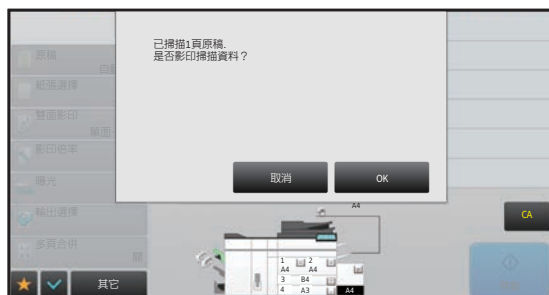 已掃描1頁原稿.
是否影印掃描資料？
取消
OK
原稿
自動
紙張選擇
雙面影印
單面
影印倍率
曝光
輸出選擇
多頁合併
關
其它
A4
CA
1
2
A4
A4
3
B4
4
A3
A4